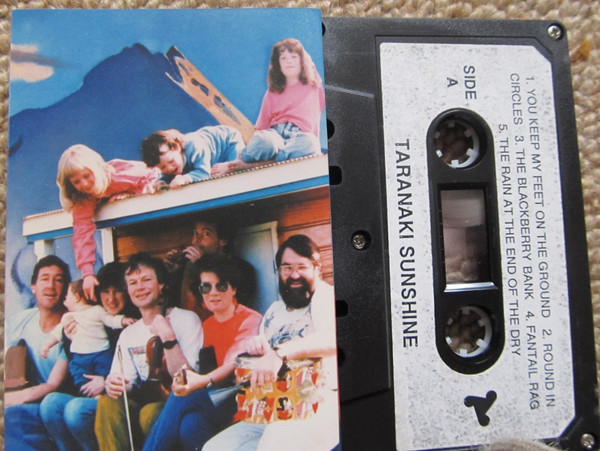 SIDE
A
1. YOU KEEP MY FEET ON THE GROUND 2. ROUND IN
CIRCLES 3. THE BLACKBERRY BANK 4. FANTAIL RAG
5. THE RAIN AT THE END OF THE DRY
TARANAKI SUNSHINE